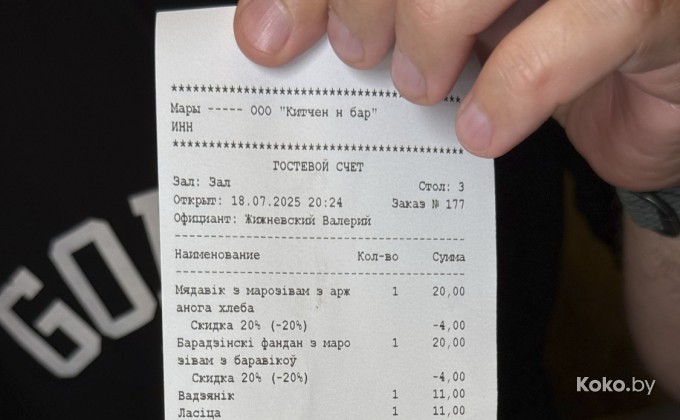 ****************************************
Мары ----- ООО "Китчен н бар"
ИНН
****************************************
ГОСТЕВОЙ СЧЕТ
Зал: Зал Стол: 3
Открыт: 18.07.2025 20:24 Заказ № 177
Официант: Жижневский Валерий
----------------------------------------
Наименование Кол-во Сумма
----------------------------------------
Мядавік з марозівам з арж 1 20,00
анога хлеба
Скидка 20% (-20%) -4,00
Барадзінскі фандан з маро 1 20,00
зівам з баравікоў
Скидка 20% (-20%) -4,00
Вадзянік 1 11,00
Ласіца 1 11,00
GO
Koko.by